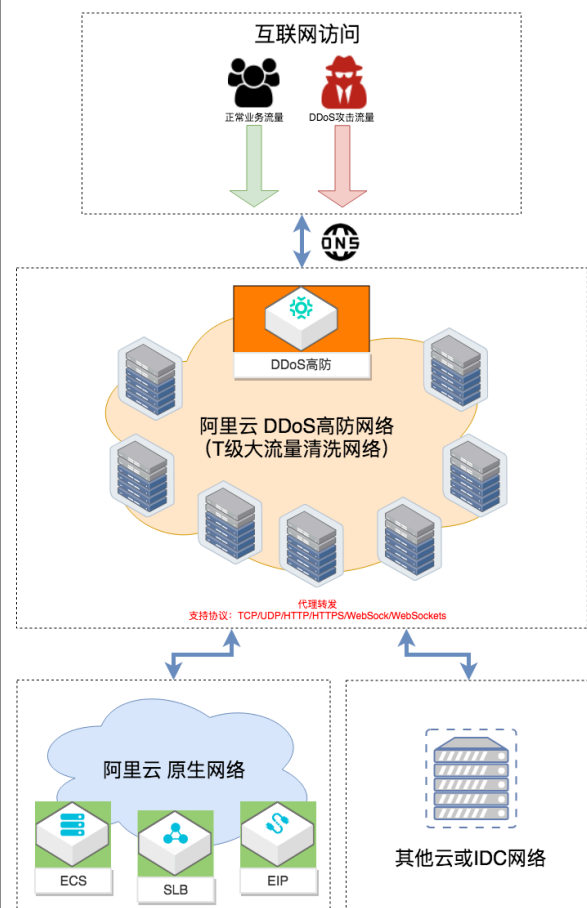 互联网访问
正常业务流量
DDoS攻击流量
DNS
DDoS高防
阿里云 DDoS高防网络
（T级大流量清洗网络）
代理转发
支持协议：TCP/UDP/HTTP/HTTPS/WebSock/WebSockets
阿里云 原生网络
ECS
SLB
EIP
其他云或IDC网络